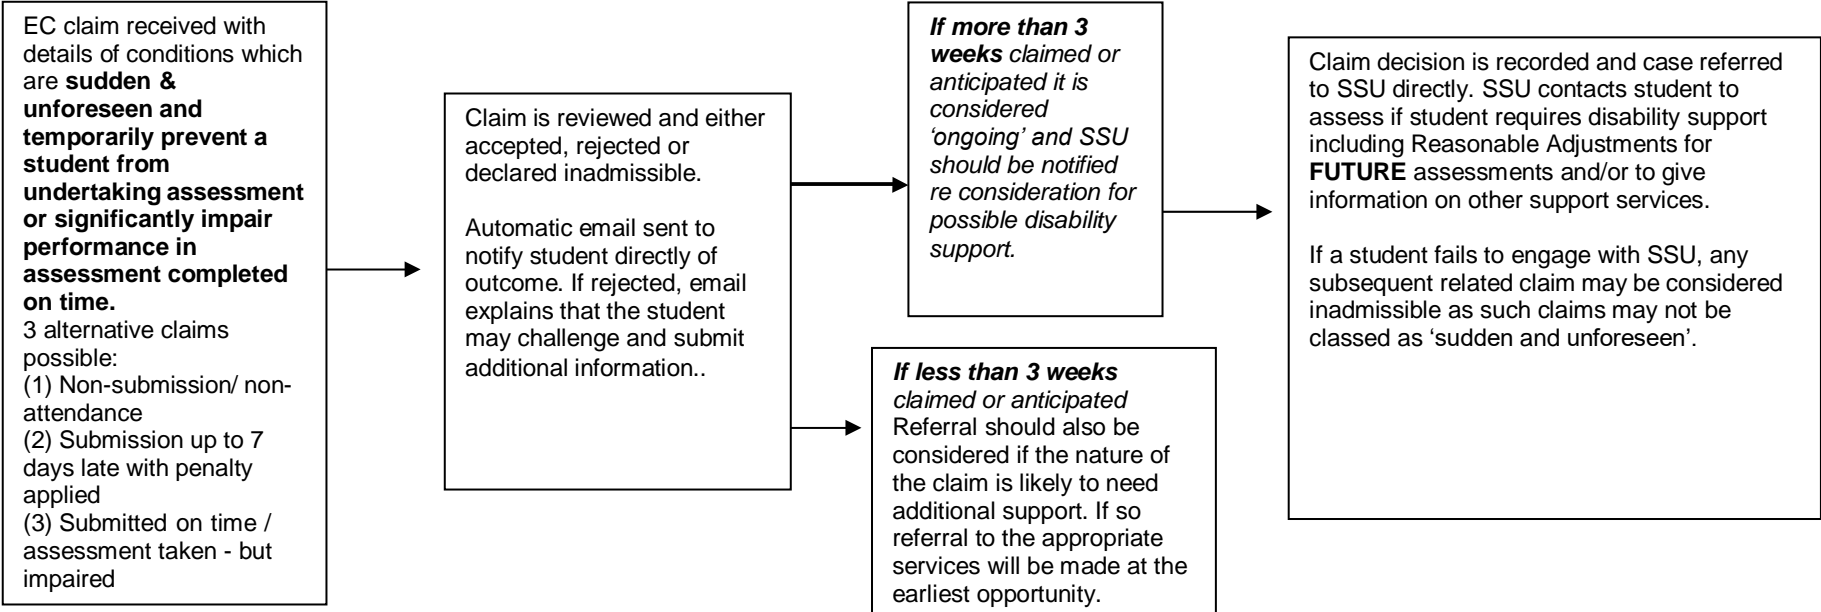 EC claim received with
details of conditions which
are sudden &
unforeseen and
temporarily prevent a
student from
undertaking assessment
or significantly impair
performance in
assessment completed
on time.
3 alternative claims
possible:
(1) Non-submission/ non-
attendance
(2) Submission up to 7
days late with penalty
applied
(3) Submitted on time /
assessment taken - but
impaired
Claim is reviewed and either
accepted, rejected or
declared inadmissible.
Automatic email sent to
notify student directly of
outcome. If rejected, email
explains that the student
may challenge and submit
additional information..
If more than 3
weeks claimed or
anticipated it is
considered
‘ongoing’ and SSU
should be notified
re consideration for
possible disability
support.
If less than 3 weeks
claimed or anticipated
Referral should also be
considered if the nature of
the claim is likely to need
additional support. If so
referral to the appropriate
services will be made at the
earliest opportunity.
Claim decision is recorded and case referred
to SSU directly. SSU contacts student to
assess if student requires disability support
including Reasonable Adjustments for
FUTURE assessments and/or to give
information on other support services.
If a student fails to engage with SSU, any
subsequent related claim may be considered
inadmissible as such claims may not be
classed as ‘sudden and unforeseen’.